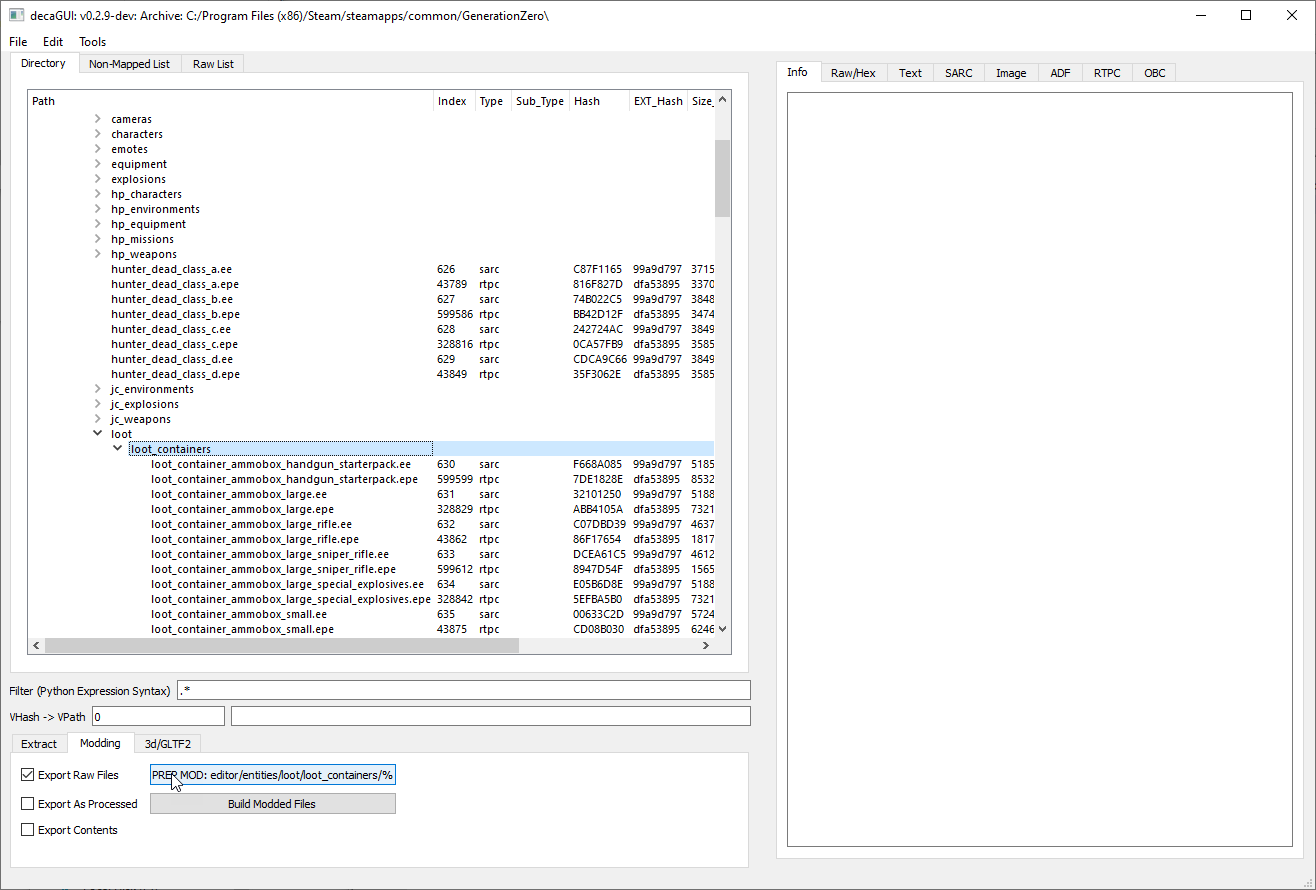 decaGUI: v0.2.9-dev: Archive: C:/Program Files (x86)/Steam/steamapps/common/GenerationZero\
File Edit Tools
Directory Non-Mapped List Raw List
Info Raw/Hex Text SARC Image ADF RTPC OBC
Path Index Type Sub_Type Hash EXT_Hash Size_
cameras
characters
emotes
equipment
explosions
hp_characters
hp_environments
hp_equipment
hp_missions
hp_weapons
hunter_dead_class_a.ee 626 sarc C87F1165 99a9d797 3715
hunter_dead_class_a.epe 43789 rtpc 816F827D dfa53895 3370
hunter_dead_class_b.ee 627 sarc 74B022C5 99a9d797 3848
hunter_dead_class_b.epe 599586 rtpc BB42D12F dfa53895 3474
hunter_dead_class_c.ee 628 sarc 242724AC 99a9d797 3849
hunter_dead_class_c.epe 328816 rtpc 0CA57FB9 dfa53895 3585
hunter_dead_class_d.ee 629 sarc CDCA9C66 99a9d797 3849
hunter_dead_class_d.epe 43849 rtpc 35F3062E dfa53895 3585
jc_environments
jc_explosions
jc_weapons
loot
loot_containers
loot_container_ammobox_handgun_starterpack.ee 630 sarc F668A085 99a9d797 5185
loot_container_ammobox_handgun_starterpack.epe 599599 rtpc 7DE1828E dfa53895 8532
loot_container_ammobox_large.ee 631 sarc 32101250 99a9d797 5188
loot_container_ammobox_large.epe 328829 rtpc ABB4105A dfa53895 7321
loot_container_ammobox_large_rifle.ee 632 sarc C07DBD39 99a9d797 4637
loot_container_ammobox_large_rifle.epe 43862 rtpc 86F17654 dfa53895 1817
loot_container_ammobox_large_sniper_rifle.ee 633 sarc DCEA61C5 99a9d797 4612
loot_container_ammobox_large_sniper_rifle.epe 599612 rtpc 8947D54F dfa53895 1565
loot_container_ammobox_large_special_explosives.ee 634 sarc E05B6D8E 99a9d797 5188
loot_container_ammobox_large_special_explosives.epe 328842 rtpc 5EFBA5B0 dfa53895 7321
loot_container_ammobox_small.ee 635 sarc 00633C2D 99a9d797 5724
loot_container_ammobox_small.epe 43875 rtpc CD08B030 dfa53895 6246
Filter (Python Expression Syntax) .*
VHash -> VPath 0
Extract Modding 3d/GLTF2
Export Raw Files PREP MOD: editor/entities/loot/loot_containers/%
Export As Processed Build Modded Files
Export Contents